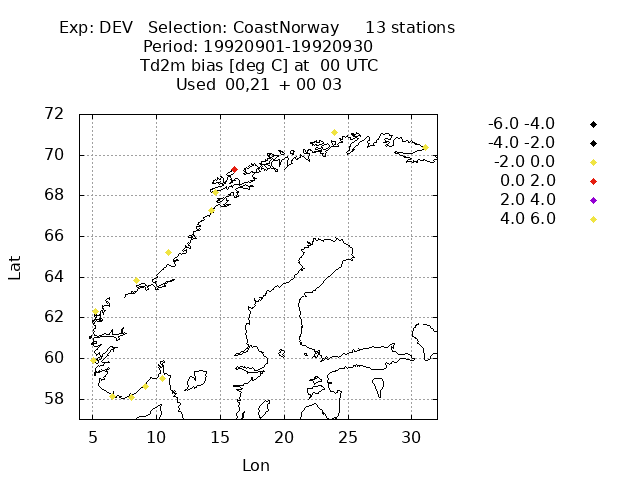 Exp: DEV Selection: CoastNorway 13 stations
Period: 19920901-19920930
Td2m bias [deg C] at 00 UTC
Used 00,21 + 00 03
72
70
68
66
64
62
60
58
Lat
5 10 15 20 25 30
Lon
-6.0 -4.0
-4.0 -2.0
-2.0 0.0
0.0 2.0
2.0 4.0
4.0 6.0